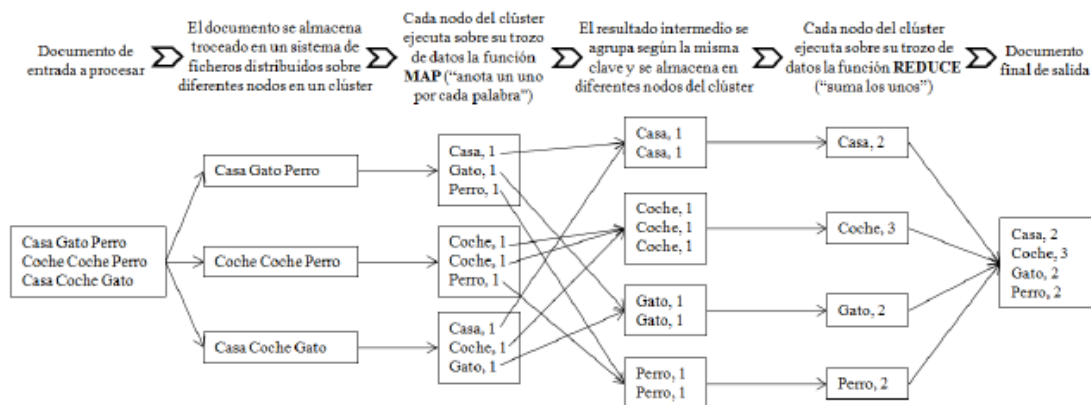 Documento de
entrada a procesar
El documento se almacena
troceado en un sistema de
ficheros distribuidos sobre
diferentes nodos en un clúster
Cada nodo del clúster
ejecuta sobre su trozo
de datos la función
MAP ("anota un uno
por cada palabra")
El resultado intermedio se
agrupa según la misma
clave y se almacena en
diferentes nodos del clúster
Cada nodo del clúster
ejecuta sobre su trozo de
datos la función REDUCE
("suma los unos")
Documento
final de salida
Casa Gato Perro
Coche Coche Perro
Casa Coche Gato
Casa Gato Perro
Coche Coche Perro
Casa Coche Gato
Casa, 1
Gato, 1
Perro, 1
Coche, 1
Coche, 1
Perro, 1
Casa, 1
Coche, 1
Gato, 1
Casa, 1
Casa, 1
Coche, 1
Coche, 1
Coche, 1
Gato, 1
Gato, 1
Perro, 1
Perro, 1
Casa, 2
Coche, 3
Gato, 2
Perro, 2
Casa, 2
Coche, 3
Gato, 2
Perro, 2